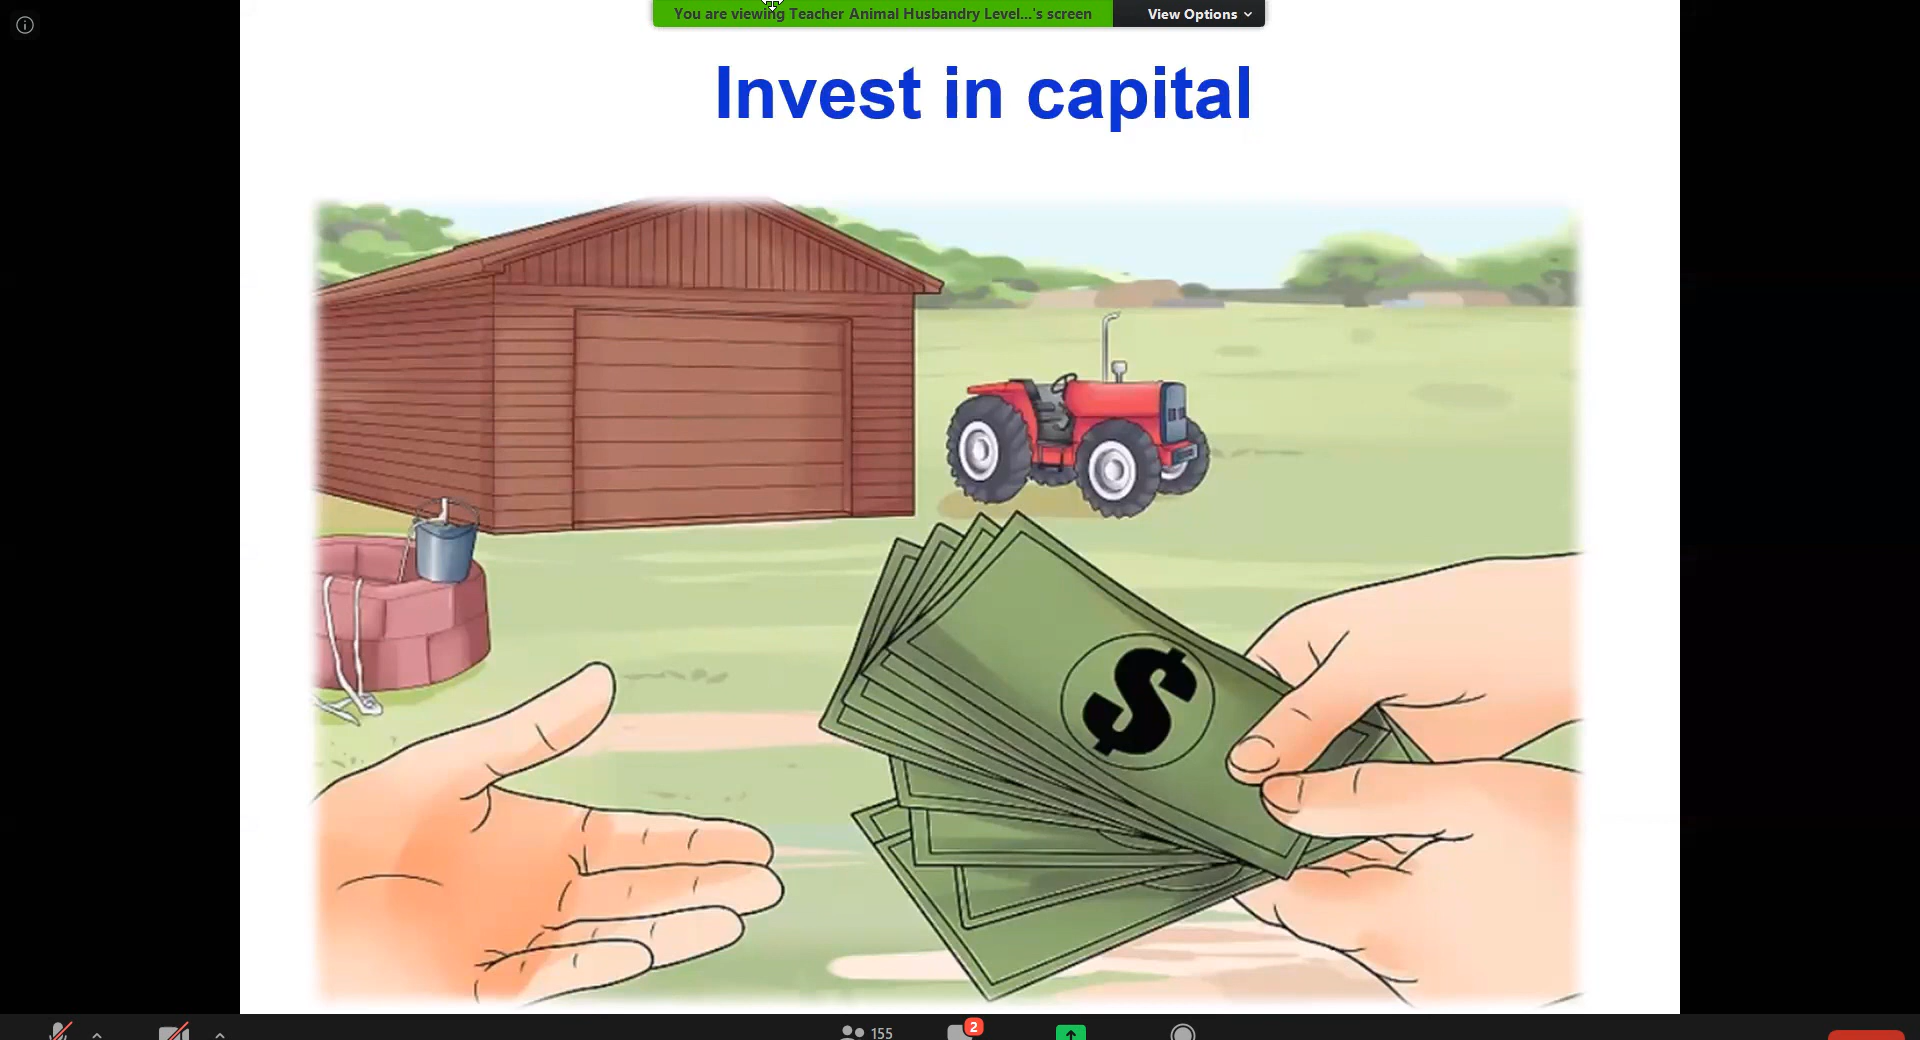 You are viewing Teacher Animal Husbandry Level...'s screen
View Options
Invest in capital
$
155
2